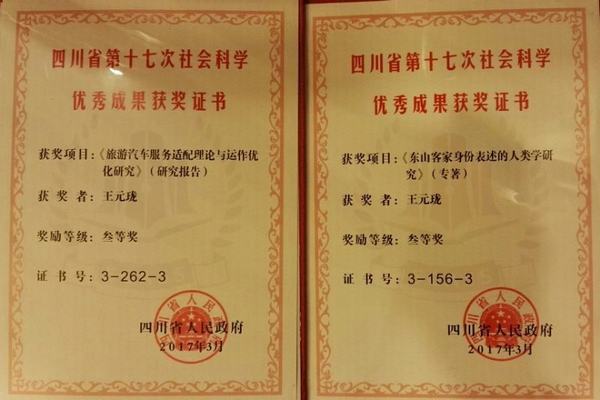 四川省第十七次社会科学
优秀成果获奖证书
获奖项目:《旅游汽车服务适配理论与运作优
化研究》(研究报告)
获奖者:王元珑
奖励等级:叁等奖
证书号:3-262-3
四川省人民政府
2017年3月
四川省第十七次社会科学
优秀成果获奖证书
获奖项目:《东山客家身份表述的人类学研
究》(专著)
获奖者:王元珑
奖励等级:叁等奖
证书号:3-156-3
四川省人民政府
2017年3月